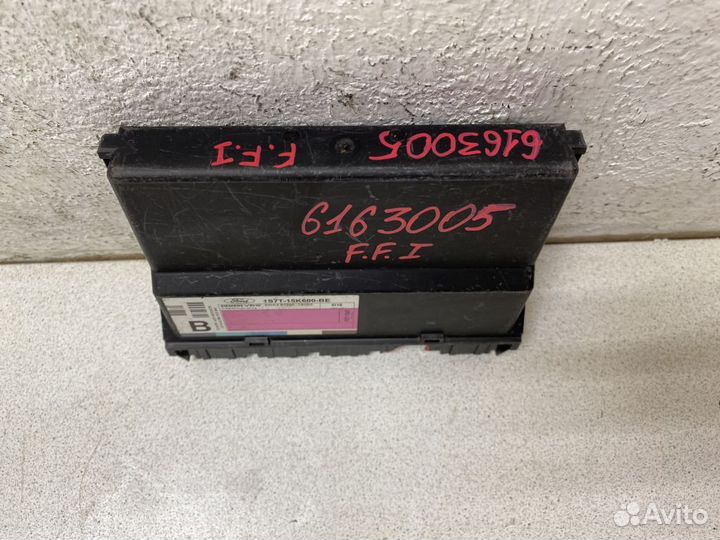 6163005
F.F.I
6163005
F.F.I
Ford
1S7T-15K600-BE
B
Avito